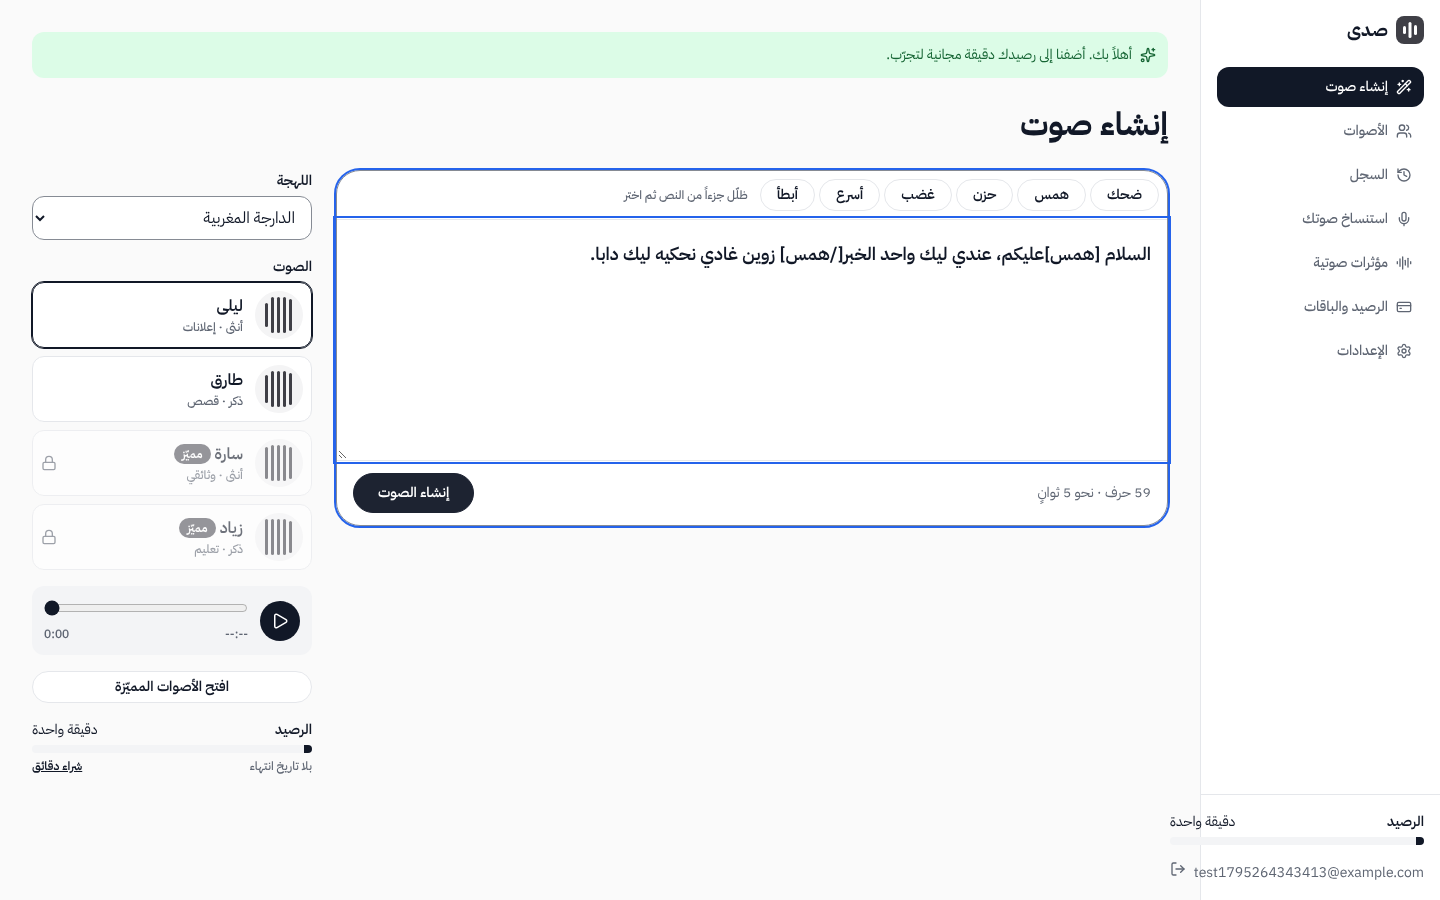 صدى
إنشاء صوت
الأصوات
السجل
استنساخ صوتك
مؤثرات صوتية
الرصيد والباقات
الإعدادات
الرصيد
دقيقة واحدة
test1795264343413@example.com
أهلاً بك. أضفنا إلى رصيدك دقيقة مجانية لتجرّب.
إنشاء صوت
ضحك
همس
حزن
غضب
أسرع
أبطأ
ظلّل جزءاً من النص ثم اختر
السلام [همس]عليكم، عندي ليك واحد الخبر[/همس] زوين غادي نحكيه ليك دابا.
59 حرف · نحو 5 ثوانٍ
إنشاء الصوت
اللهجة
الدارجة المغربية
الصوت
ليلى
أنثى · إعلانات
طارق
ذكر · قصص
سارة مميّز
أنثى · وثائقي
زياد مميّز
ذكر · تعليم
--:--
0:00
افتح الأصوات المميّزة
الرصيد
دقيقة واحدة
بلا تاريخ انتهاء
شراء دقائق